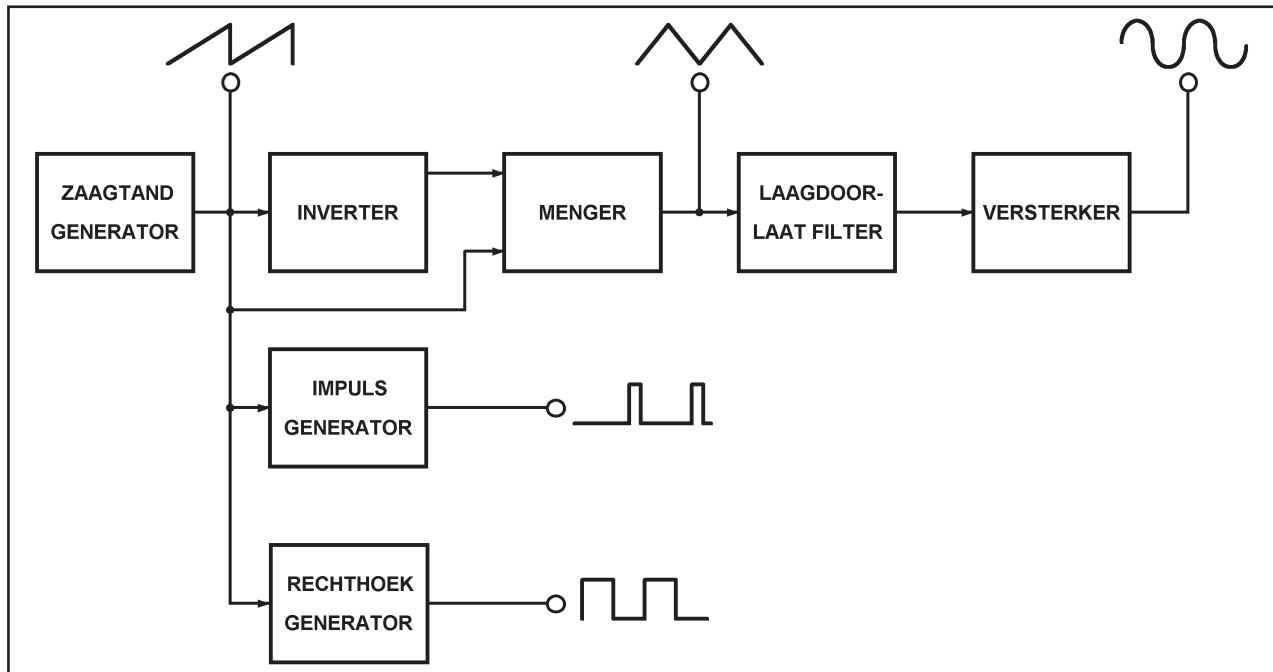 ZAAGTAND
GENERATOR
INVERTER
MENGER
LAAGDOOR-
LAAT FILTER
VERSTERKER
IMPULS
GENERATOR
RECHTHOEK
GENERATOR